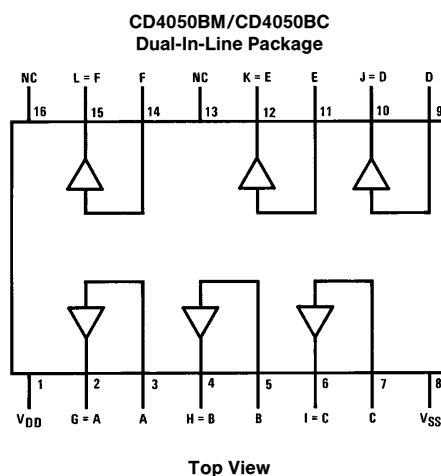 CD4050BM/CD4050BC
Dual-In-Line Package
NC L = F F NC K = E E J = D D
16 15 14 13 12 11 10 9
1 2 3 4 5 6 7 8
VDD G = A A H = B B I = C C VSS
Top View